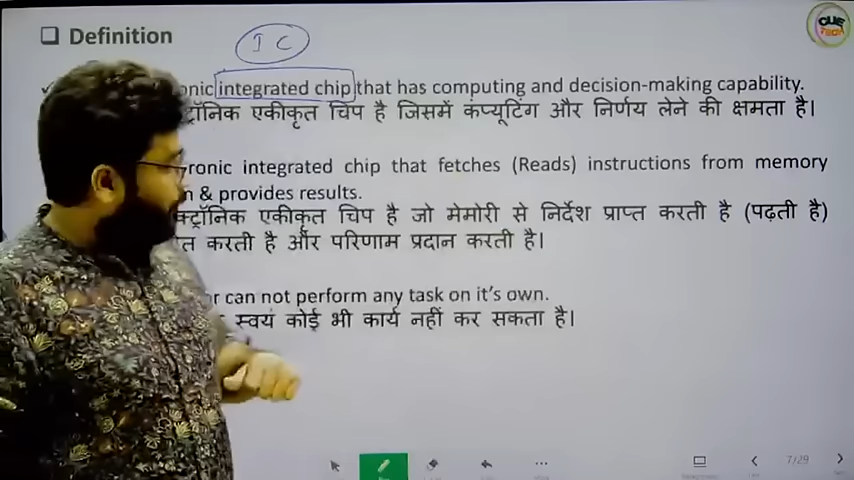 Definition
I C
CUE TECH
integrated chip that has computing and decision-making capability.
एकीकृत चिप है जिसमें कंप्यूटिंग और निर्णय लेने की क्षमता है।
integrated chip that fetches (Reads) instructions from memory
& provides results.
एकीकृत चिप है जो मेमोरी से निर्देश प्राप्त करती है (पढ़ती है)
करती है और परिणाम प्रदान करती है।
can not perform any task on it's own.
स्वयं कोई भी कार्य नहीं कर सकता है।
7/29